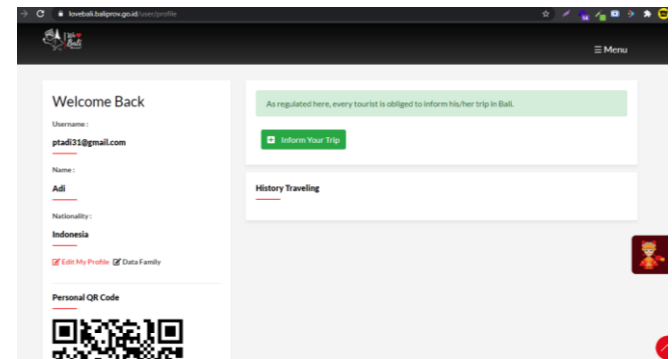 lovebali.baliprov.go.id/user/profile
We
Bali
Menu
Welcome Back
Username :
ptadi31@gmail.com
Name :
Adi
Nationality :
Indonesia
Edit My Profile Data Family
Personal QR Code
As regulated here, every tourist is obliged to inform his/her trip in Bali.
Inform Your Trip
History Traveling